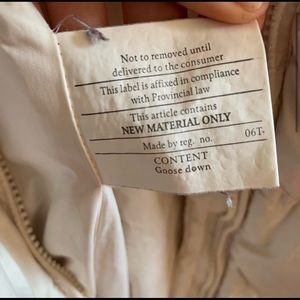 Not to removed until
delivered to the consumer
This label is affixed in compliance
with Provincial law
This article contains
NEW MATERIAL ONLY
Made by reg. no. 06T-
CONTENT
Goose down